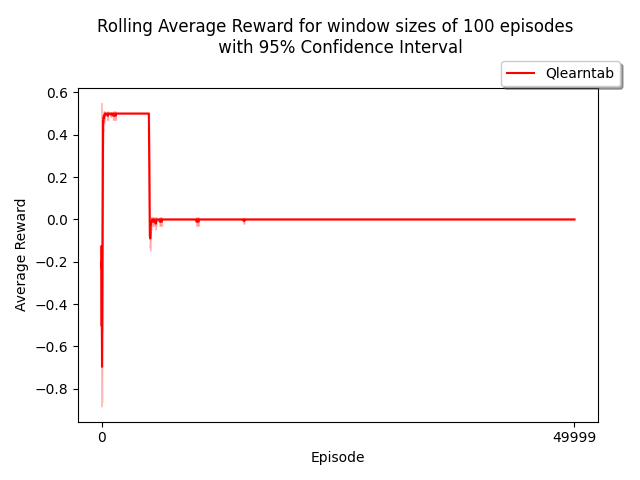 Rolling Average Reward for window sizes of 100 episodes
with 95% Confidence Interval
Qlearntab
0.6
0.4
0.2
0.0
−0.2
−0.4
−0.6
−0.8
Average Reward
0
49999
Episode